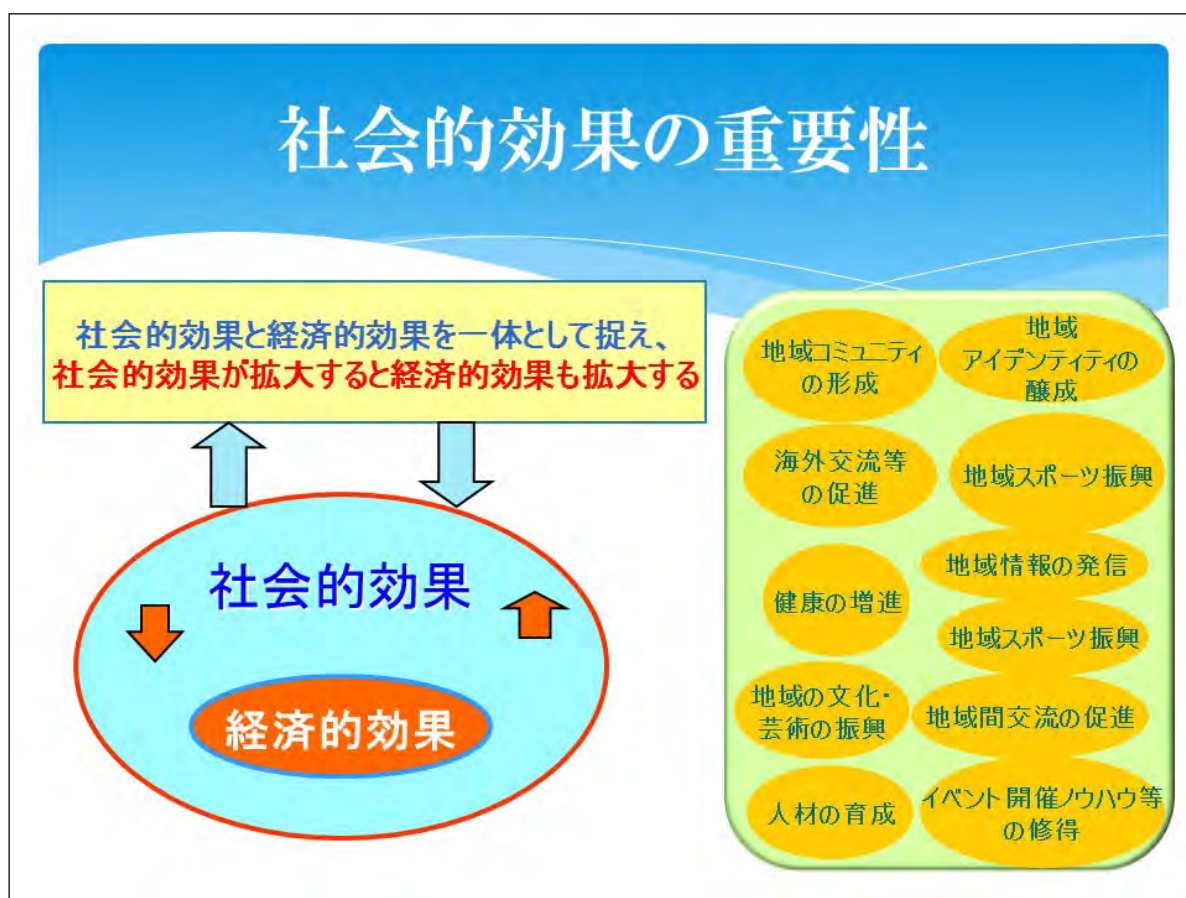 社会的効果の重要性
社会的効果と経済的効果を一体として捉え、
社会的効果が拡大すると経済的効果も拡大する
社会的効果
経済的効果
地域コミュニティ
の形成
地域
アイデンティティの
醸成
海外交流等
の促進
地域スポーツ振興
健康の増進
地域情報の発信
地域スポーツ振興
地域の文化・
芸術の振興
地域間交流の促進
人材の育成
イベント開催ノウハウ等
の修得